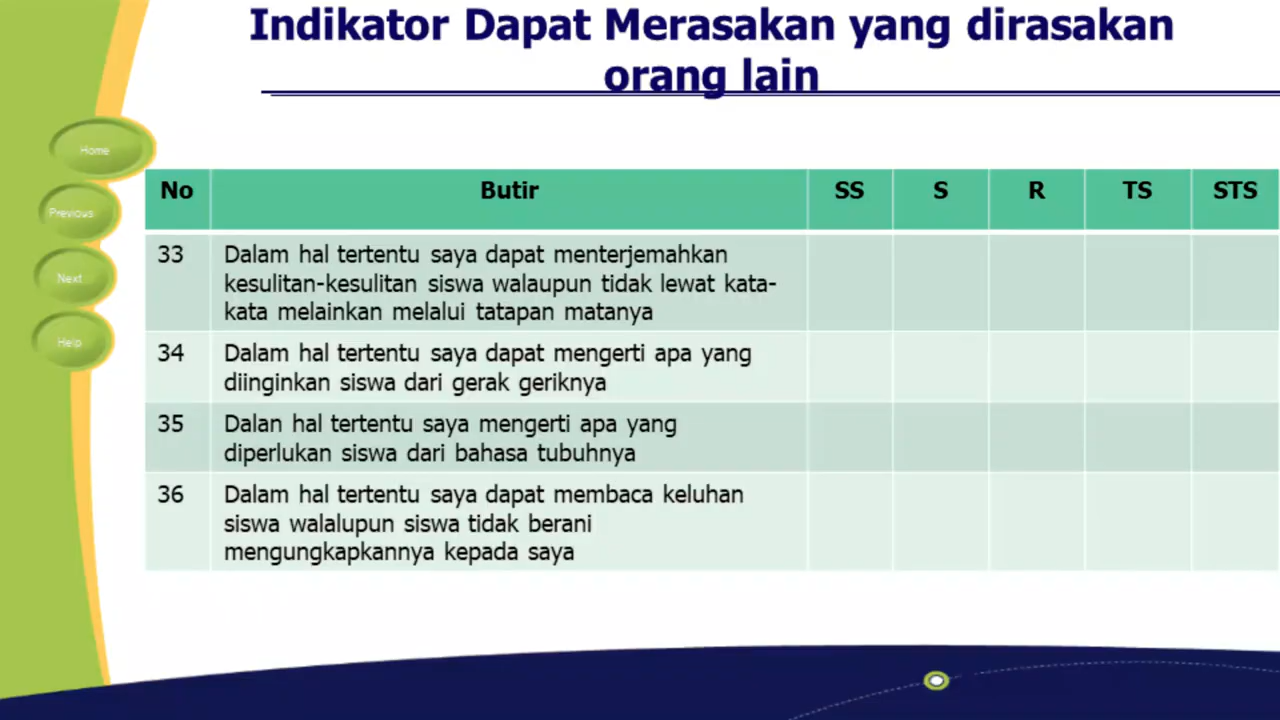 Indikator Dapat Merasakan yang dirasakan
orang lain
Home
Previous
Next
Help
No Butir SS S R TS STS
33 Dalam hal tertentu saya dapat menterjemahkan
kesulitan-kesulitan siswa walaupun tidak lewat kata-
kata melainkan melalui tatapan matanya
34 Dalam hal tertentu saya dapat mengerti apa yang
diinginkan siswa dari gerak geriknya
35 Dalan hal tertentu saya mengerti apa yang
diperlukan siswa dari bahasa tubuhnya
36 Dalam hal tertentu saya dapat membaca keluhan
siswa walalupun siswa tidak berani
mengungkapkannya kepada saya